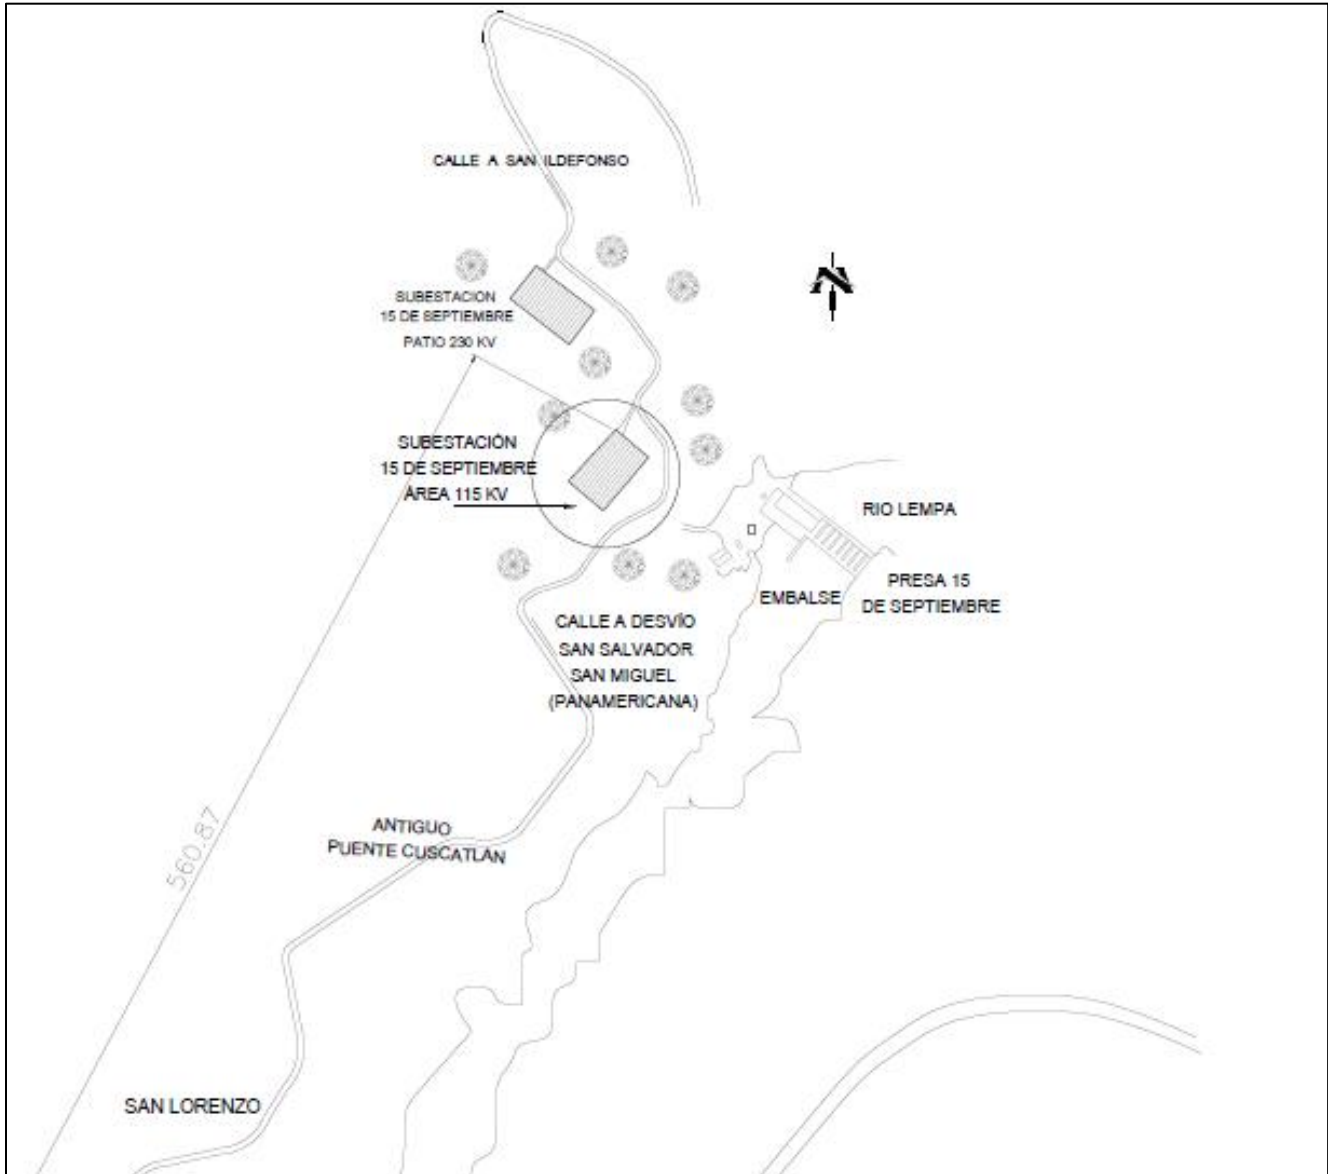 CALLE A SAN ILDEFONSO
SUBESTACION
15 DE SEPTIEMBRE
PATIO 230 KV
N
SUBESTACIÓN
15 DE SEPTIEMBRE
ÁREA 115 KV
RIO LEMPA
PRESA 15
DE SEPTIEMBRE
EMBALSE
CALLE A DESVÍO
SAN SALVADOR
SAN MIGUEL
(PANAMERICANA)
560.87
ANTIGUO
PUENTE CUSCATLAN
SAN LORENZO